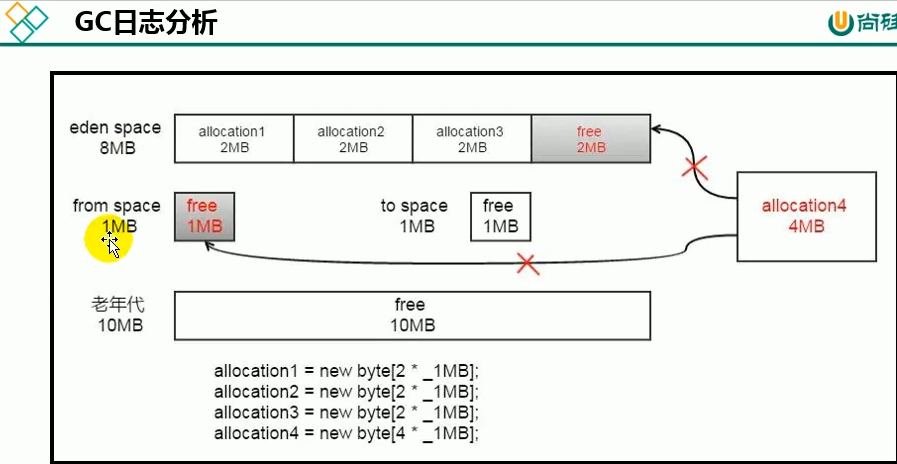 GC日志分析
尚硅
eden space
8MB
allocation1
2MB
allocation2
2MB
allocation3
2MB
free
2MB
from space
1MB
free
1MB
to space
1MB
free
1MB
allocation4
4MB
老年代
10MB
free
10MB
allocation1 = new byte[2 * _1MB];
allocation2 = new byte[2 * _1MB];
allocation3 = new byte[2 * _1MB];
allocation4 = new byte[4 * _1MB];